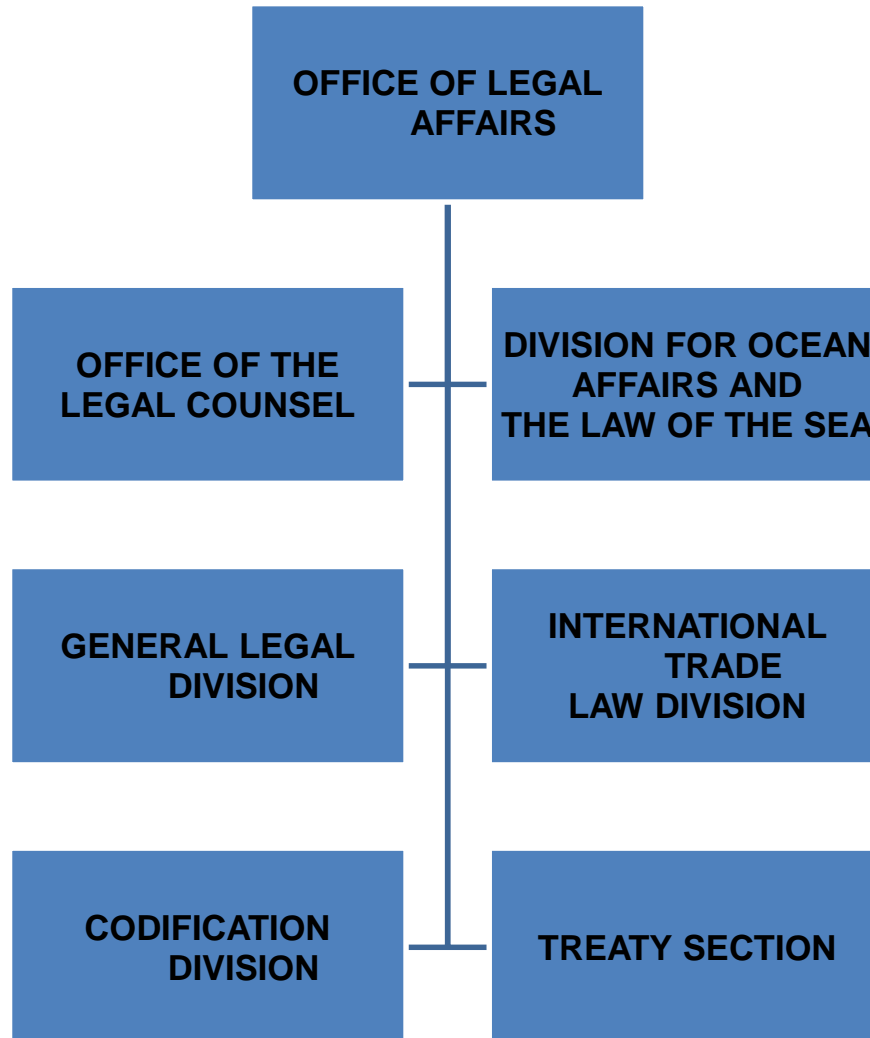 OFFICE OF LEGAL
AFFAIRS
OFFICE OF THE
LEGAL COUNSEL
DIVISION FOR OCEAN
AFFAIRS AND
THE LAW OF THE SEA
GENERAL LEGAL
DIVISION
INTERNATIONAL
TRADE
LAW DIVISION
CODIFICATION
DIVISION
TREATY SECTION